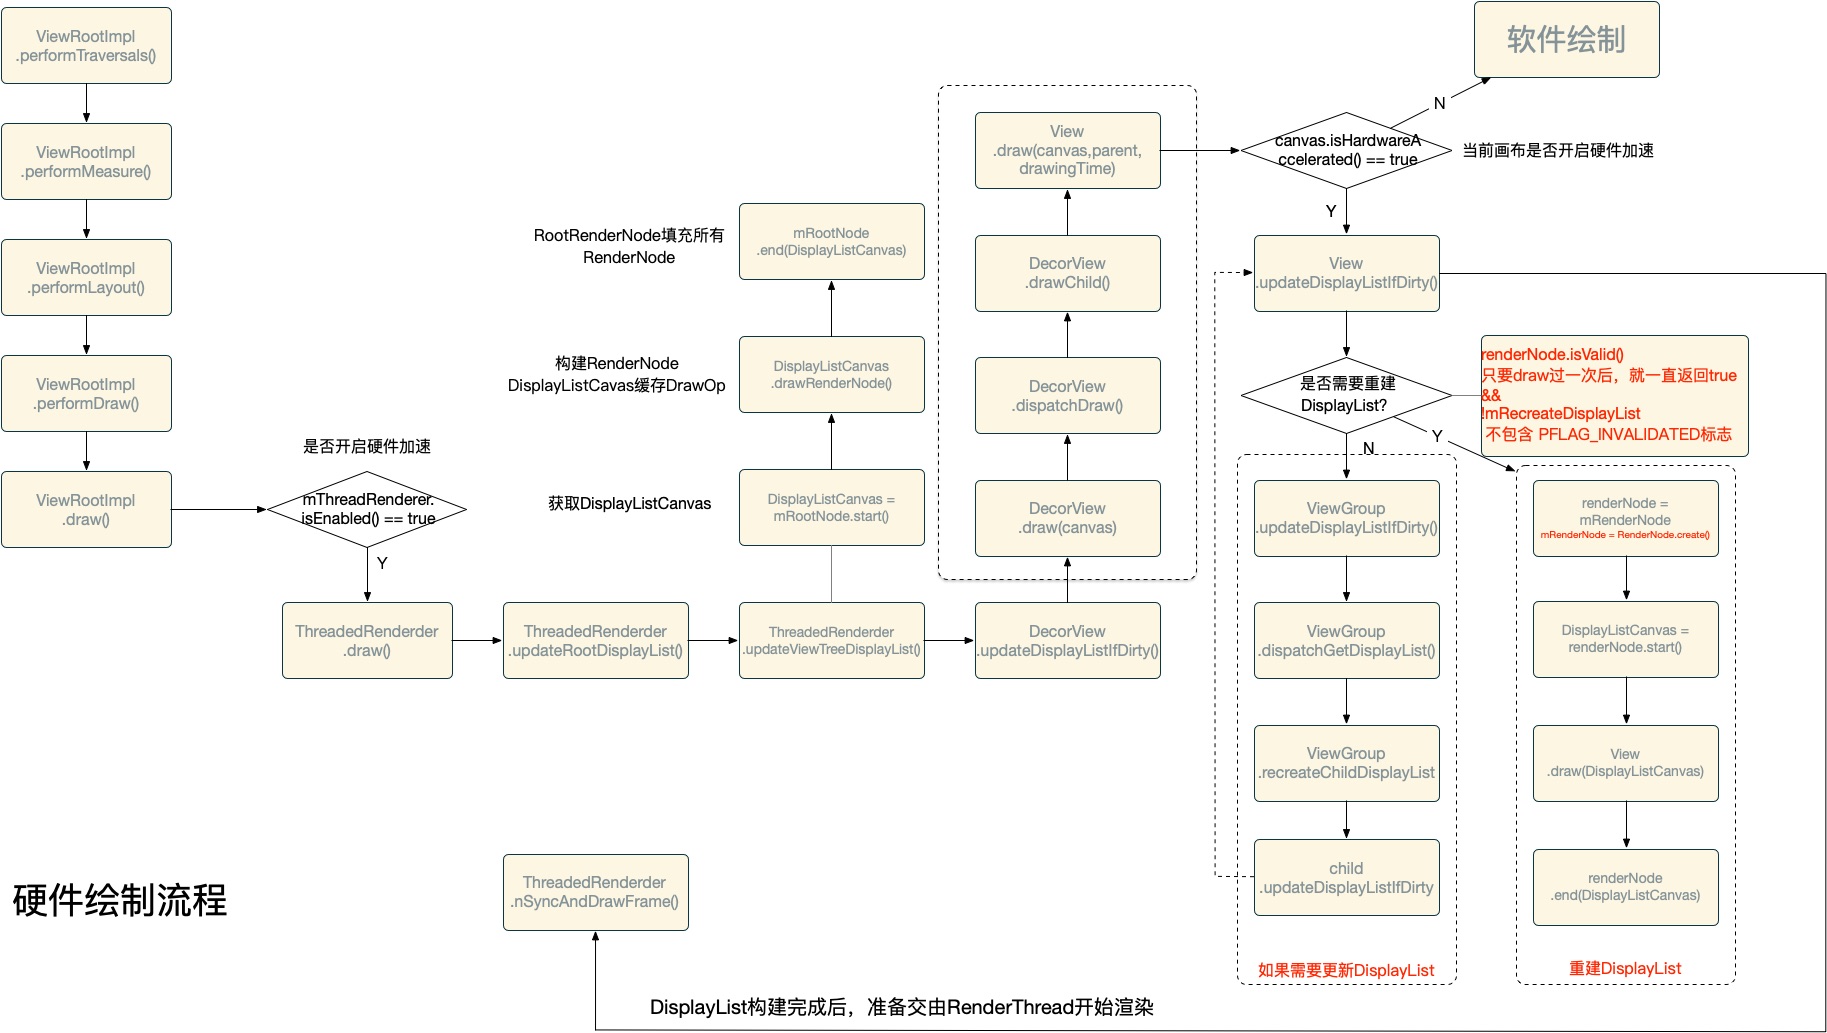 ViewRootImpl
.performTraversals()
ViewRootImpl
.performMeasure()
ViewRootImpl
.performLayout()
ViewRootImpl
.performDraw()
ViewRootImpl
.draw()
是否开启硬件加速
mThreadRenderer.
isEnabled() == true
Y
ThreadedRenderder
.draw()
ThreadedRenderder
.updateRootDisplayList()
ThreadedRenderder
.updateViewTreeDisplayList()
获取DisplayListCanvas
DisplayListCanvas =
mRootNode.start()
构建RenderNode
DisplayListCavas缓存DrawOp
DisplayListCanvas
.drawRenderNode()
RootRenderNode填充所有
RenderNode
mRootNode
.end(DisplayListCanvas)
DecorView
.updateDisplayListIfDirty()
DecorView
.draw(canvas)
DecorView
.dispatchDraw()
DecorView
.drawChild()
View
.draw(canvas,parent,
drawingTime)
canvas.isHardwareA
ccelerated() == true
当前画布是否开启硬件加速
N
软件绘制
Y
View
.updateDisplayListIfDirty()
是否需要重建
DisplayList?
renderNode.isValid()
只要draw过一次后，就一直返回true
&&
!mRecreateDisplayList
不包含 PFLAG_INVALIDATED标志
N
Y
ViewGroup
.updateDisplayListIfDirty()
ViewGroup
.dispatchGetDisplayList()
ViewGroup
.recreateChildDisplayList
child
.updateDisplayListIfDirty
如果需要更新DisplayList
renderNode =
mRenderNode
mRenderNode = RenderNode.create()
DisplayListCanvas =
renderNode.start()
View
.draw(DisplayListCanvas)
renderNode
.end(DisplayListCanvas)
重建DisplayList
ThreadedRenderder
.nSyncAndDrawFrame()
硬件绘制流程
DisplayList构建完成后，准备交由RenderThread开始渲染